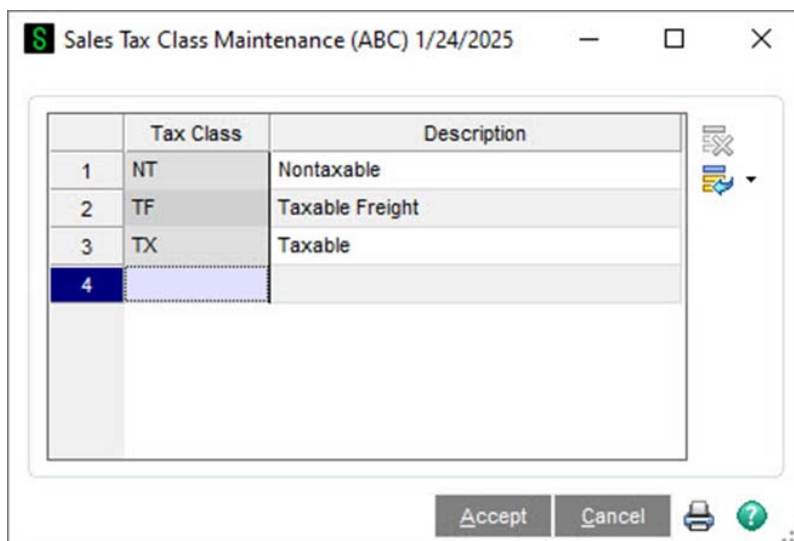 S Sales Tax Class Maintenance (ABC) 1/24/2025
Tax Class Description
1 NT Nontaxable
2 TF Taxable Freight
3 TX Taxable
4
Accept Cancel ?